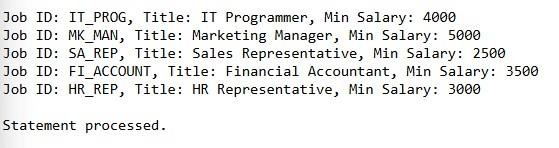 Job ID: IT_PROG, Title: IT Programmer, Min Salary: 4000
Job ID: MK_MAN, Title: Marketing Manager, Min Salary: 5000
Job ID: SA_REP, Title: Sales Representative, Min Salary: 2500
Job ID: FI_ACCOUNT, Title: Financial Accountant, Min Salary: 3500
Job ID: HR_REP, Title: HR Representative, Min Salary: 3000
Statement processed.